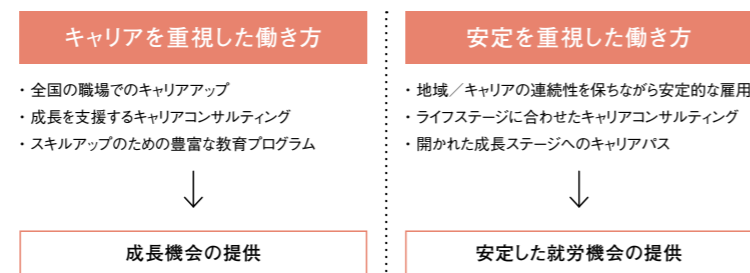 キャリアを重視した働き方
・ 全国の職場でのキャリアアップ
・ 成長を支援するキャリアコンサルティング
・ スキルアップのための豊富な教育プログラム
成長機会の提供
安定を重視した働き方
・ 地域／キャリアの連続性を保ちながら安定的な雇用
・ ライフステージに合わせたキャリアコンサルティング
・ 開かれた成長ステージへのキャリアパス
安定した就労機会の提供